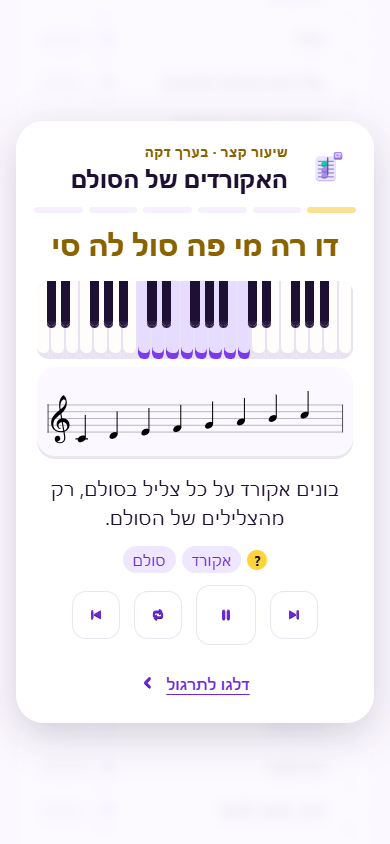 שיעור קצר · בערך דקה
האקורדים של הסולם
דו רה מי פה סול לה סי
בונים אקורד על כל צליל בסולם, רק
מהצלילים של הסולם.
? אקורד סולם
דלגו לתרגול